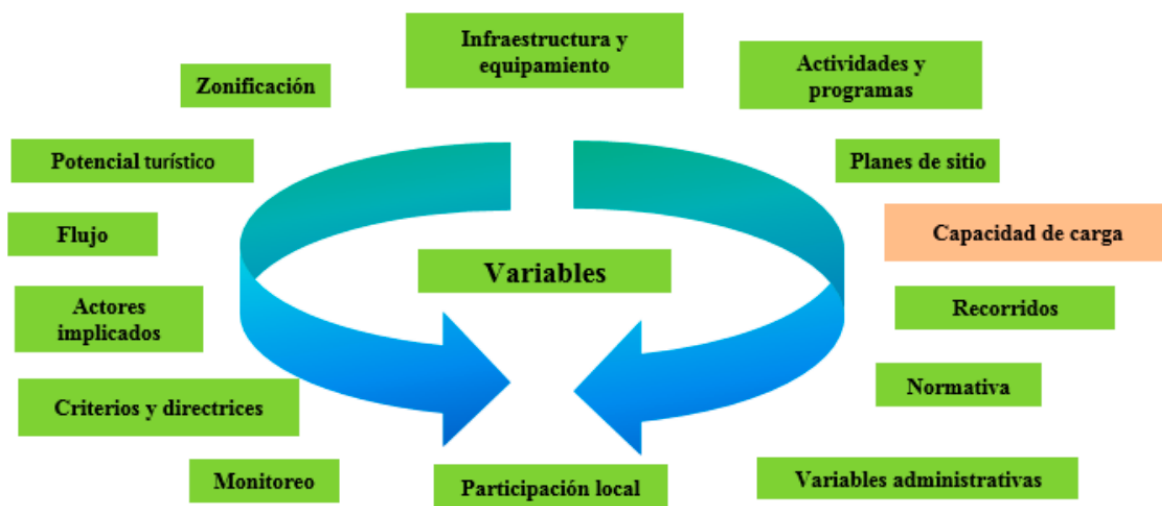 Infraestructura y
equipamiento
Actividades y
programas
Zonificación
Potencial turístico
Planes de sitio
Flujo
Capacidad de carga
Variables
Actores
implicados
Recorridos
Criterios y directrices
Normativa
Monitoreo
Participación local
Variables administrativas